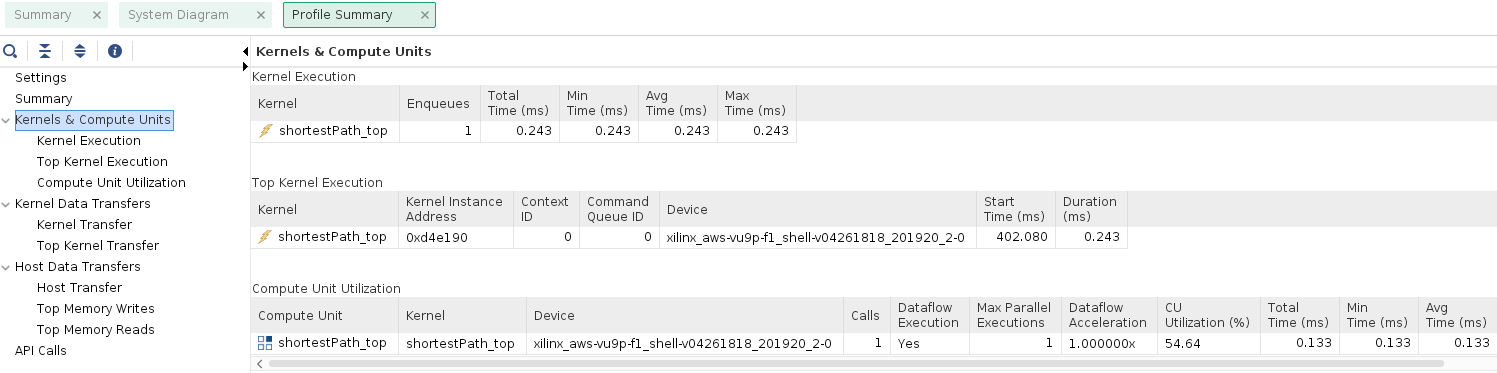 Summary
System Diagram
Profile Summary
Settings
Summary
Kernels & Compute Units
Kernel Execution
Top Kernel Execution
Compute Unit Utilization
Kernel Data Transfers
Kernel Transfer
Top Kernel Transfer
Host Data Transfers
Host Transfer
Top Memory Writes
Top Memory Reads
API Calls
Kernels & Compute Units
Kernel Execution
Kernel Enqueues Total Time (ms) Min Time (ms) Avg Time (ms) Max Time (ms)
shortestPath_top 1 0.243 0.243 0.243 0.243
Top Kernel Execution
Kernel Kernel Instance Address Context ID Command Queue ID Device Start Time (ms) Duration (ms)
shortestPath_top 0xd4e190 0 0 xilinx_aws-vu9p-f1_shell-v04261818_201920_2-0 402.080 0.243
Compute Unit Utilization
Compute Unit Kernel Device Calls Dataflow Execution Max Parallel Executions Dataflow Acceleration CU Utilization (%) Total Time (ms) Min Time (ms) Avg Time (ms)
shortestPath_top shortestPath_top xilinx_aws-vu9p-f1_shell-v04261818_201920_2-0 1 Yes 1 1.000000x 54.64 0.133 0.133 0.133